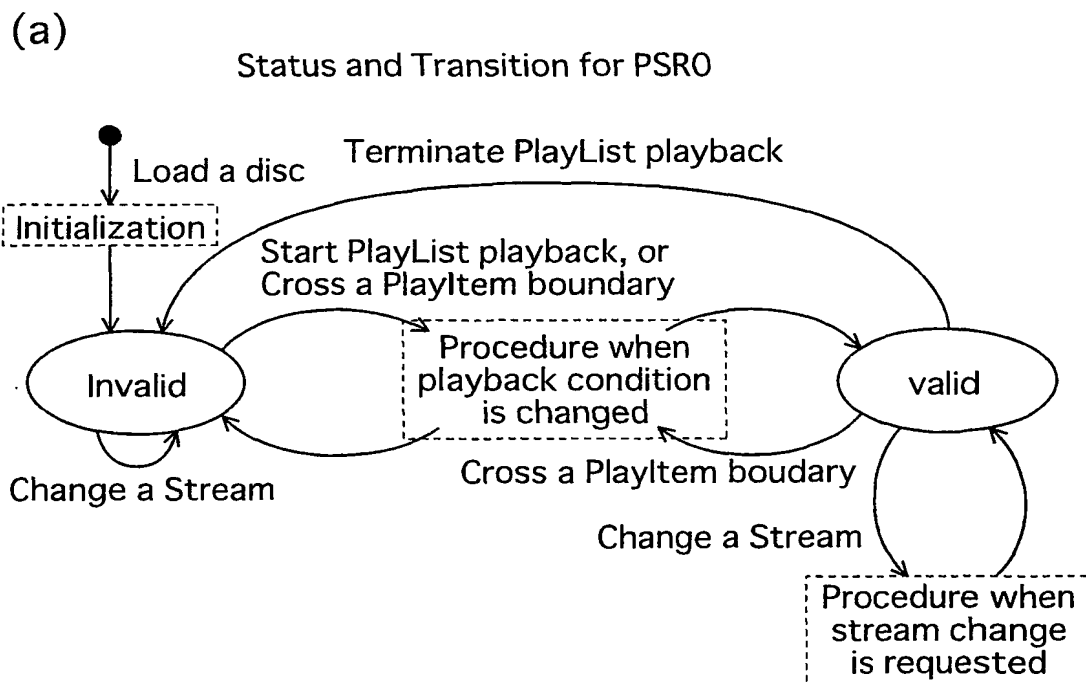 (a)
Status and Transition for PSR0
Load a disc
Terminate PlayList playback
Initialization
Start PlayList playback, or
Cross a PlayItem boundary
Invalid
Procedure when
playback condition
is changed
valid
Change a Stream
Cross a PlayItem boudary
Change a Stream
Procedure when
stream change
is requested